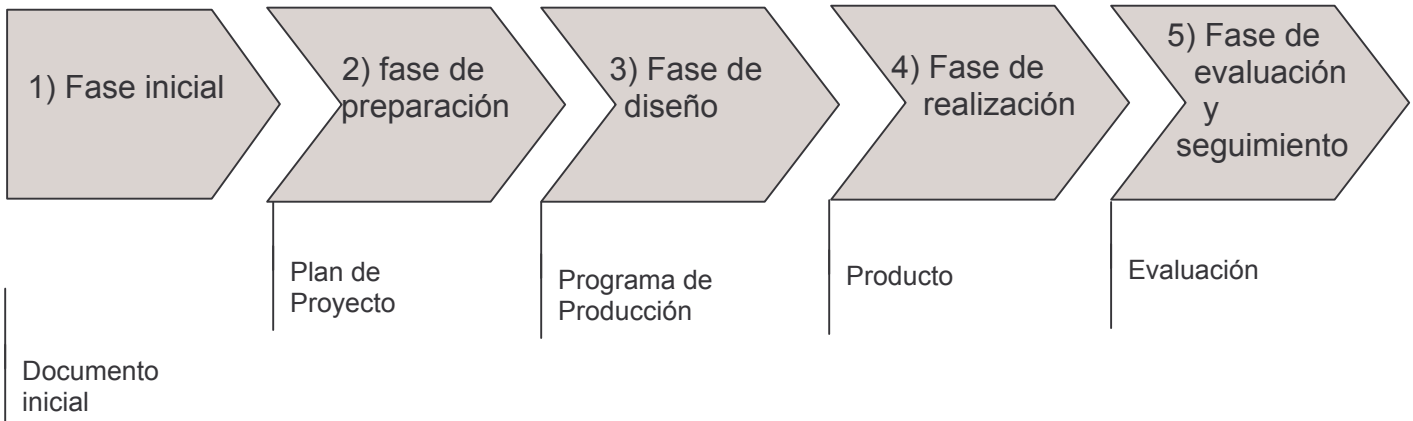 1) Fase inicial
2) fase de
preparación
3) Fase de
diseño
4) Fase de
realización
5) Fase de
evaluación
y
seguimiento
Documento
inicial
Plan de
Proyecto
Programa de
Producción
Producto
Evaluación